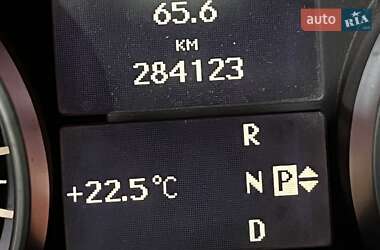 auto RIA
65.6
KM
284123
R
+22.5°C N P
D